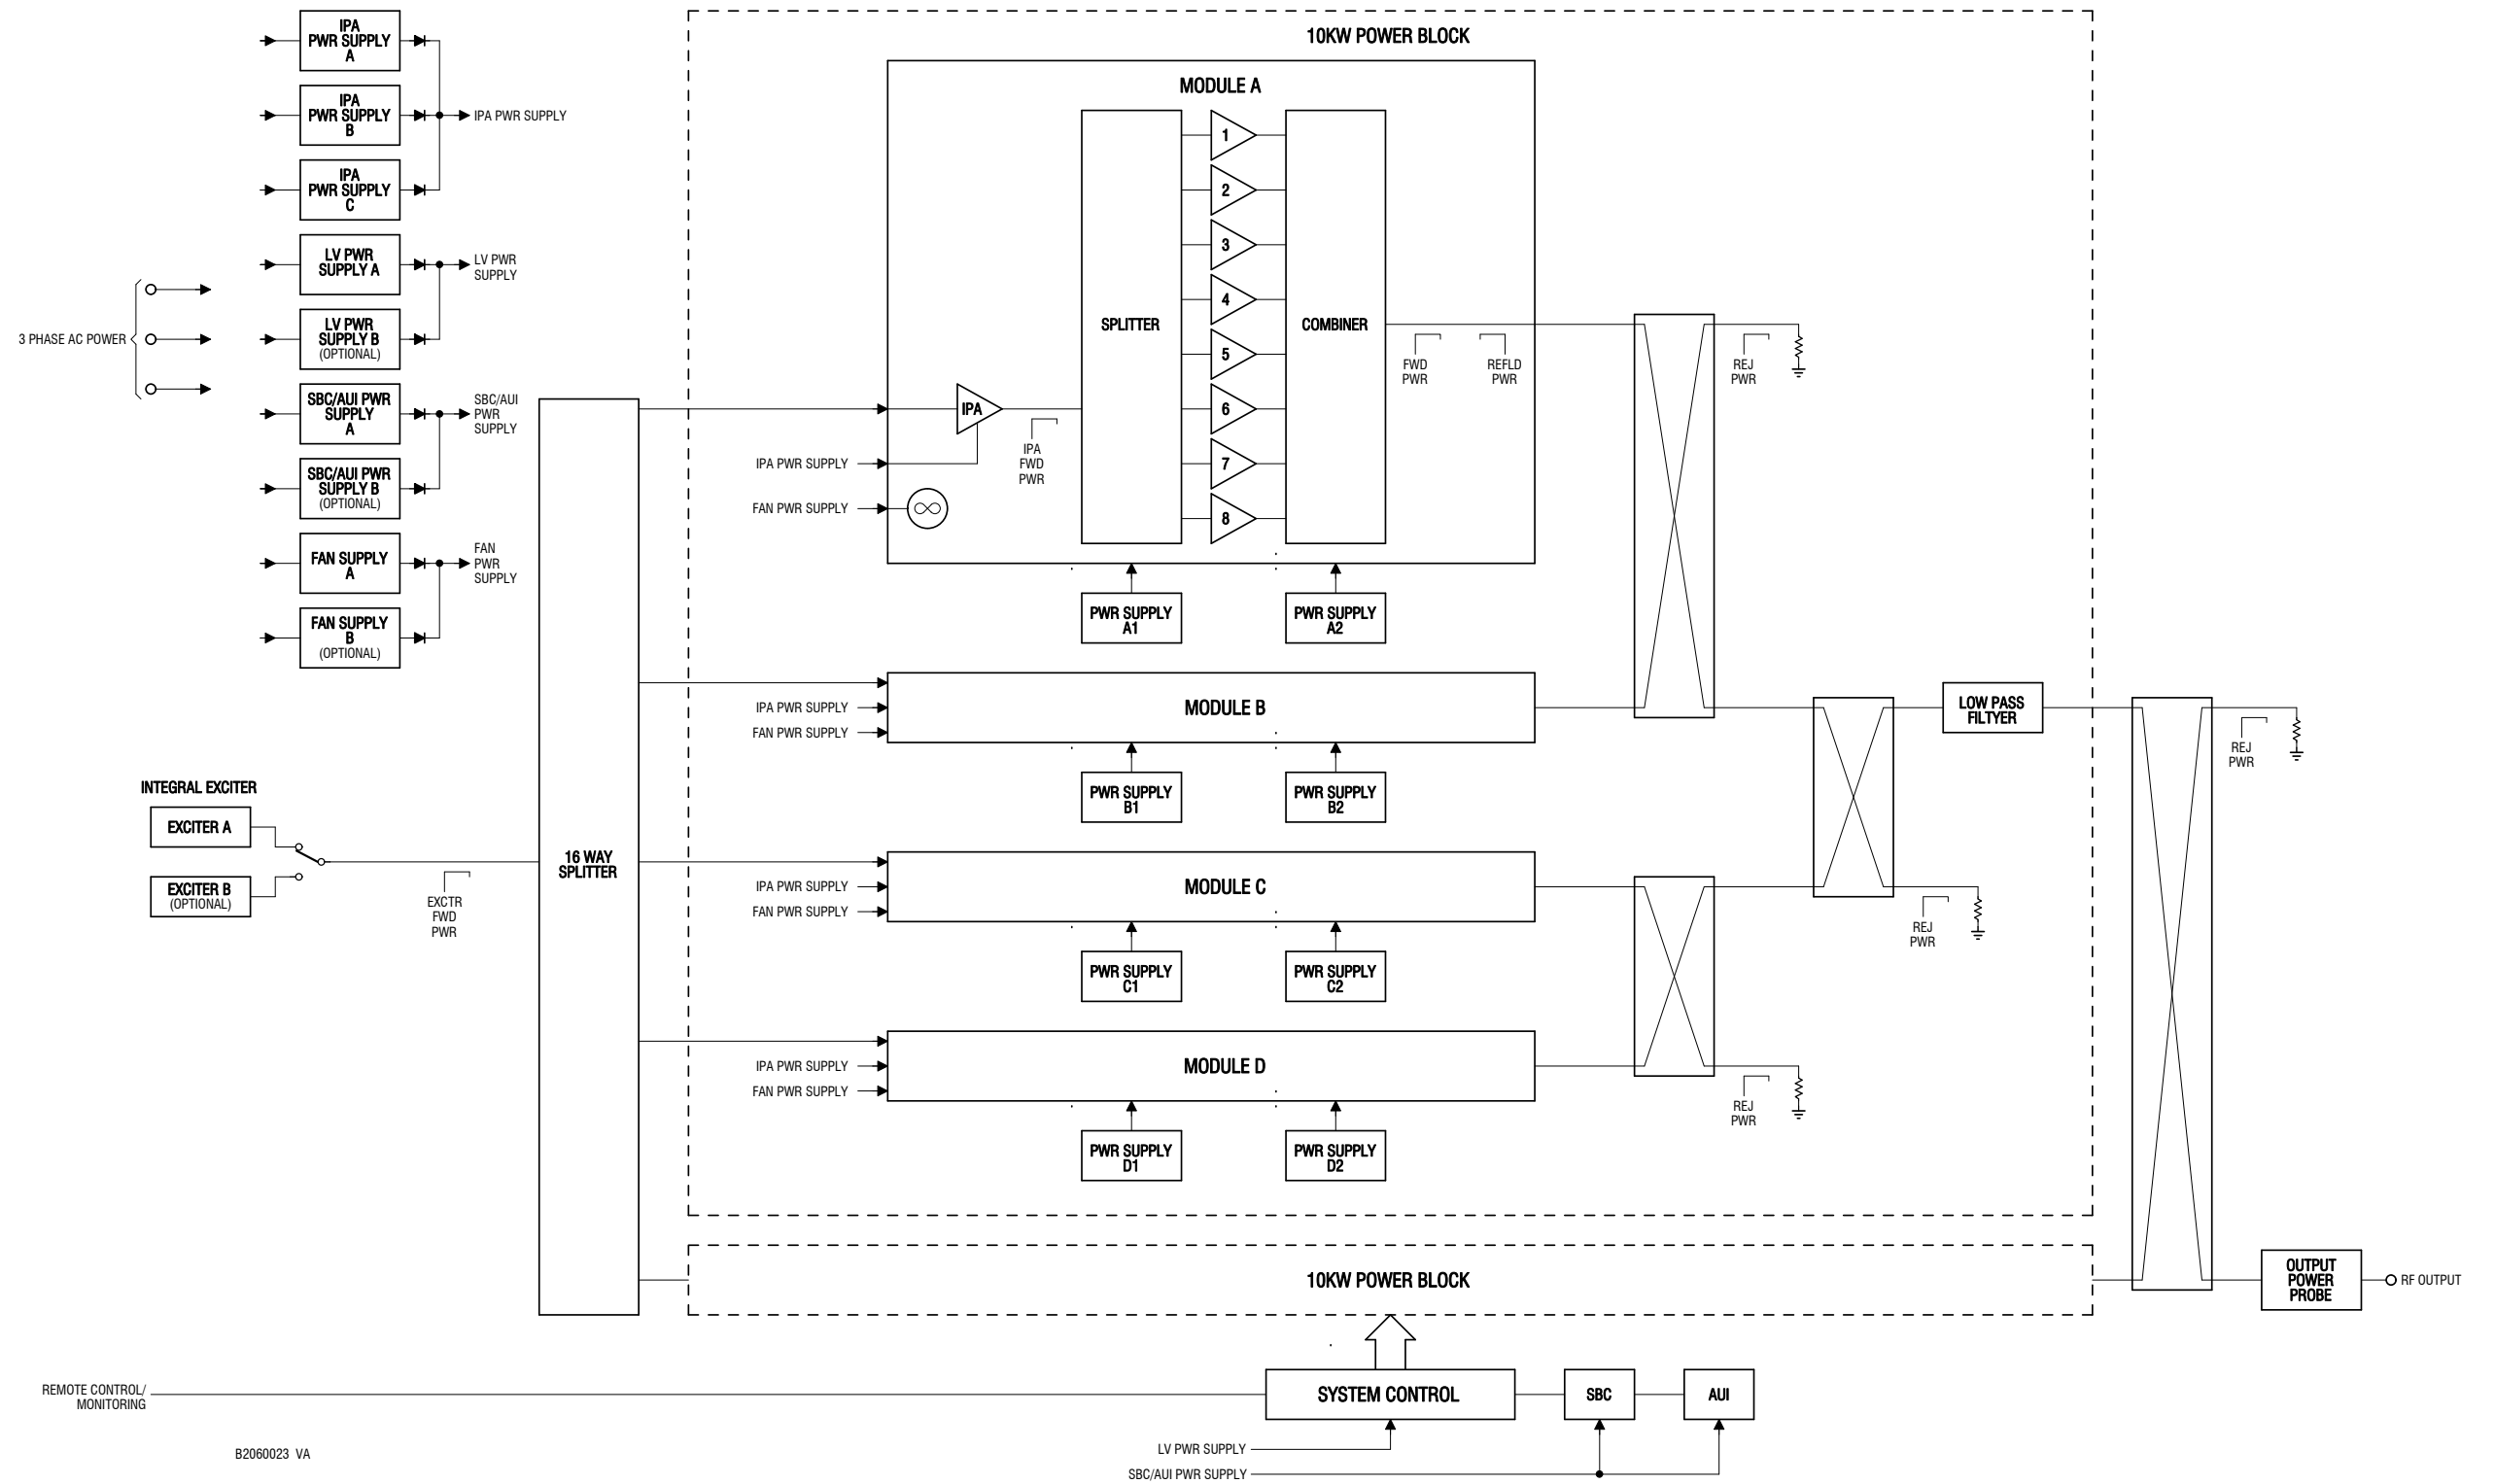 IPA
PWR SUPPLY
A
IPA
PWR SUPPLY
B
IPA PWR SUPPLY
IPA
PWR SUPPLY
C
LV PWR
SUPPLY A
LV PWR
SUPPLY
3 PHASE AC POWER
LV PWR
SUPPLY B
(OPTIONAL)
SBC/AUI PWR
SUPPLY
A
SBC/AUI
PWR
SUPPLY
SBC/AUI PWR
SUPPLY B
(OPTIONAL)
FAN SUPPLY
A
FAN
PWR
SUPPLY
FAN SUPPLY
B
(OPTIONAL)
INTEGRAL EXCITER
EXCITER A
EXCITER B
(OPTIONAL)
EXCTR
FWD
PWR
16 WAY
SPLITTER
10KW POWER BLOCK
MODULE A
IPA
IPA PWR SUPPLY
FAN PWR SUPPLY
IPA
FWD
PWR
SPLITTER
1
2
3
4
5
6
7
8
COMBINER
FWD
PWR
REFLD
PWR
REJ
PWR
PWR SUPPLY
A1
PWR SUPPLY
A2
MODULE B
IPA PWR SUPPLY
FAN PWR SUPPLY
PWR SUPPLY
B1
PWR SUPPLY
B2
MODULE C
IPA PWR SUPPLY
FAN PWR SUPPLY
PWR SUPPLY
C1
PWR SUPPLY
C2
MODULE D
IPA PWR SUPPLY
FAN PWR SUPPLY
PWR SUPPLY
D1
PWR SUPPLY
D2
REJ
PWR
REJ
PWR
LOW PASS
FILTYER
REJ
PWR
10KW POWER BLOCK
OUTPUT
POWER
PROBE
RF OUTPUT
REMOTE CONTROL/
MONITORING
SYSTEM CONTROL
SBC
AUI
LV PWR SUPPLY
SBC/AUI PWR SUPPLY
B2060023 VA